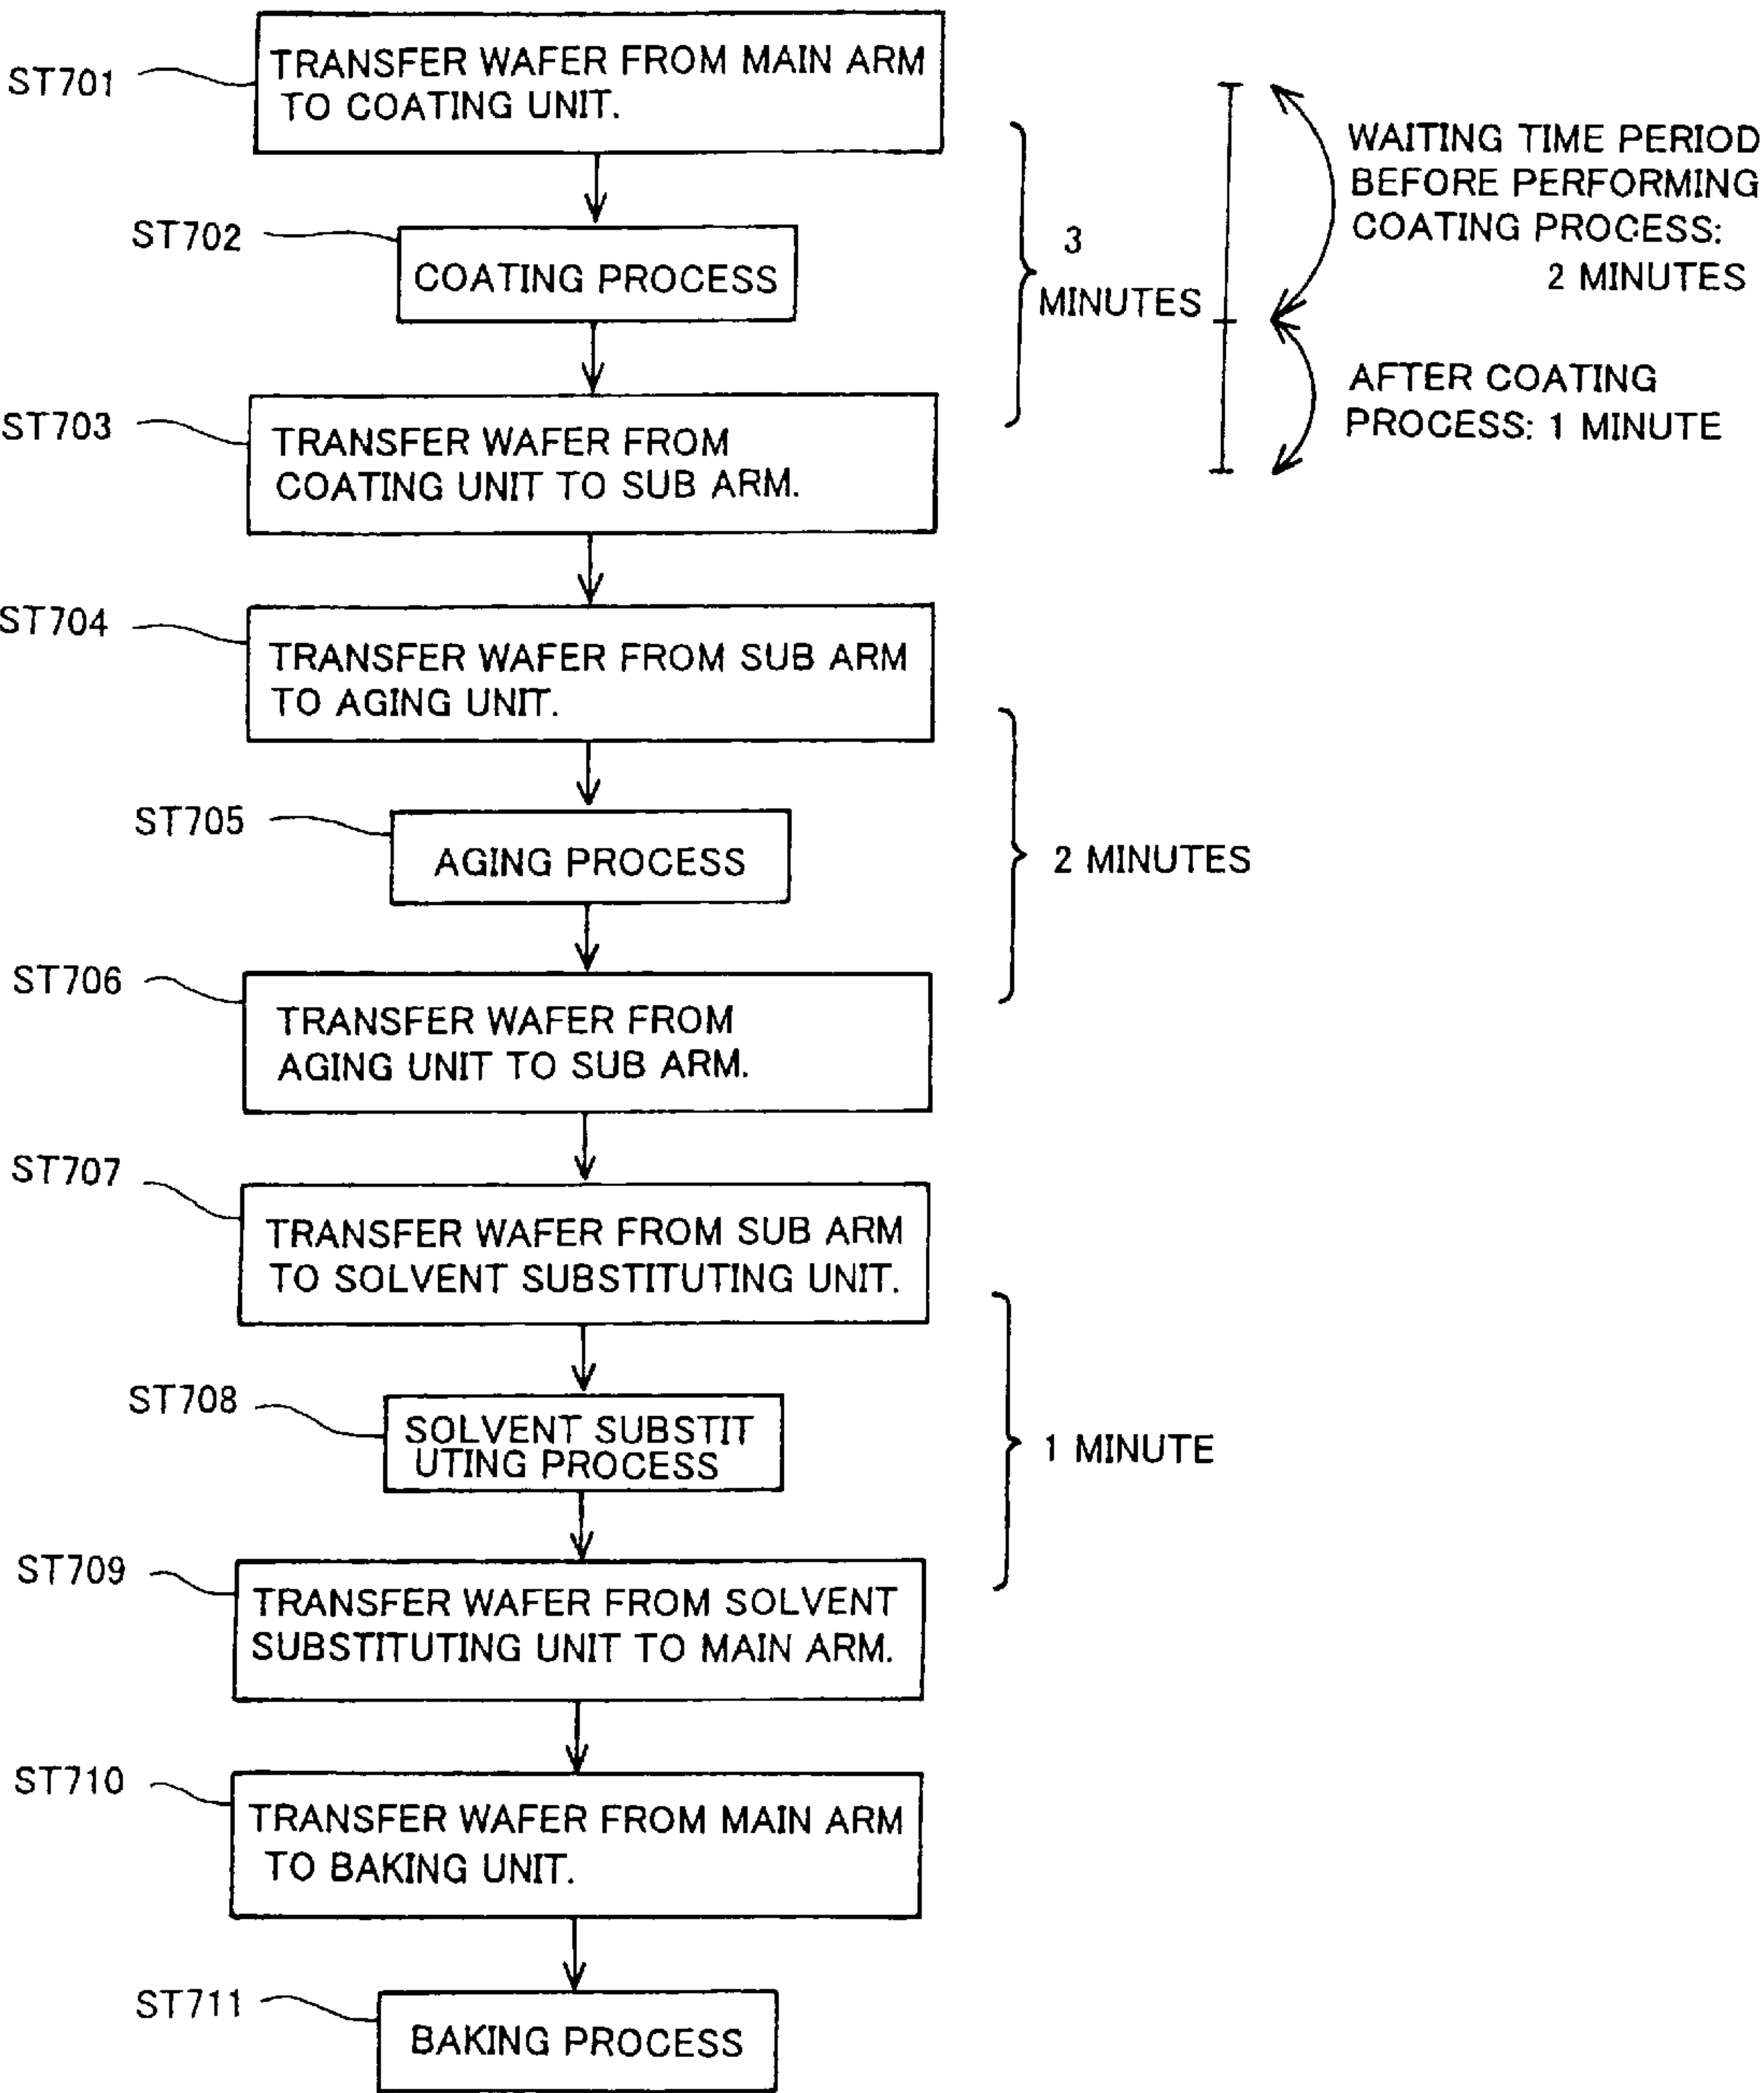 ST701
TRANSFER WAFER FROM MAIN ARM
TO COATING UNIT.
ST702
COATING PROCESS
3
MINUTES
WAITING TIME PERIOD
BEFORE PERFORMING
COATING PROCESS:
2 MINUTES
AFTER COATING
PROCESS: 1 MINUTE
ST703
TRANSFER WAFER FROM
COATING UNIT TO SUB ARM.
ST704
TRANSFER WAFER FROM SUB ARM
TO AGING UNIT.
ST705
AGING PROCESS
2 MINUTES
ST706
TRANSFER WAFER FROM
AGING UNIT TO SUB ARM.
ST707
TRANSFER WAFER FROM SUB ARM
TO SOLVENT SUBSTITUTING UNIT.
ST708
SOLVENT SUBSTIT
UTING PROCESS
1 MINUTE
ST709
TRANSFER WAFER FROM SOLVENT
SUBSTITUTING UNIT TO MAIN ARM.
ST710
TRANSFER WAFER FROM MAIN ARM
TO BAKING UNIT.
ST711
BAKING PROCESS